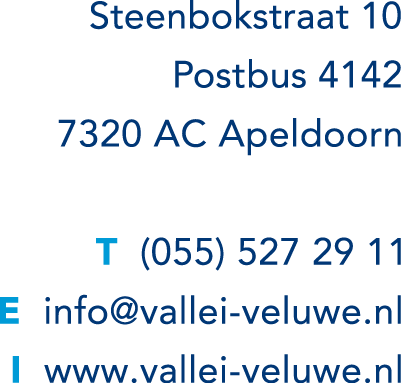 Steenbokstraat 10
Postbus 4142
7320 AC Apeldoorn
T (055) 527 29 11
E info@vallei-veluwe.nl
I www.vallei-veluwe.nl